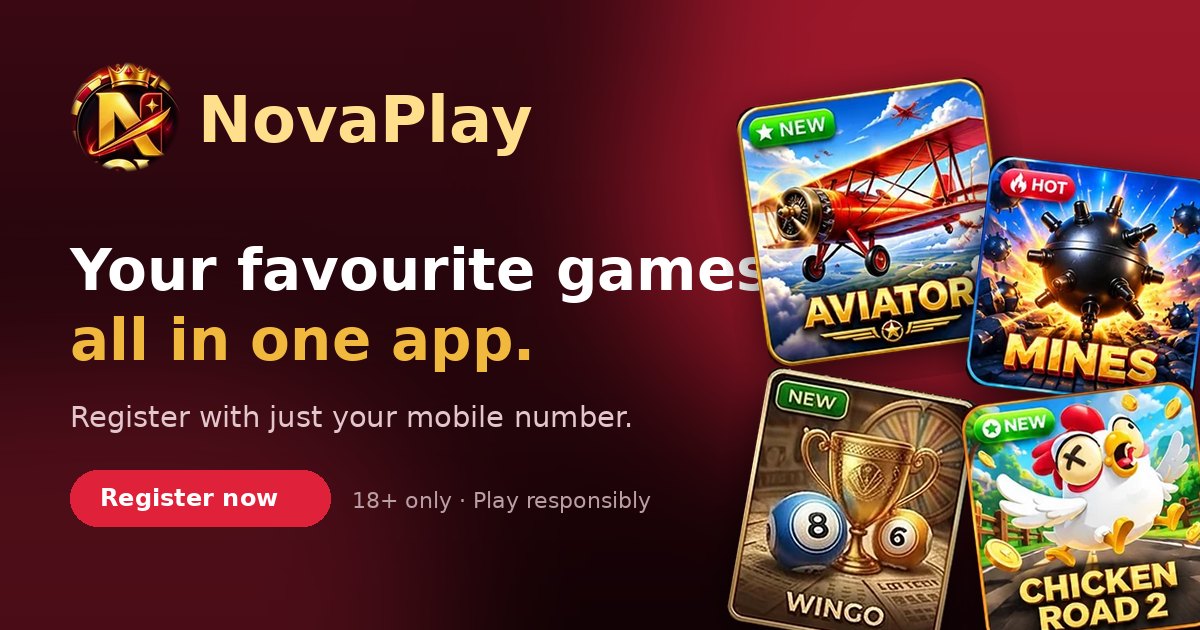 NovaPlay
Your favourite games
all in one app.
Register with just your mobile number.
Register now
18+ only · Play responsibly
NEW
AVIATOR
HOT
MINES
NEW
8
6
WINGO
NEW
CHICKEN
ROAD 2